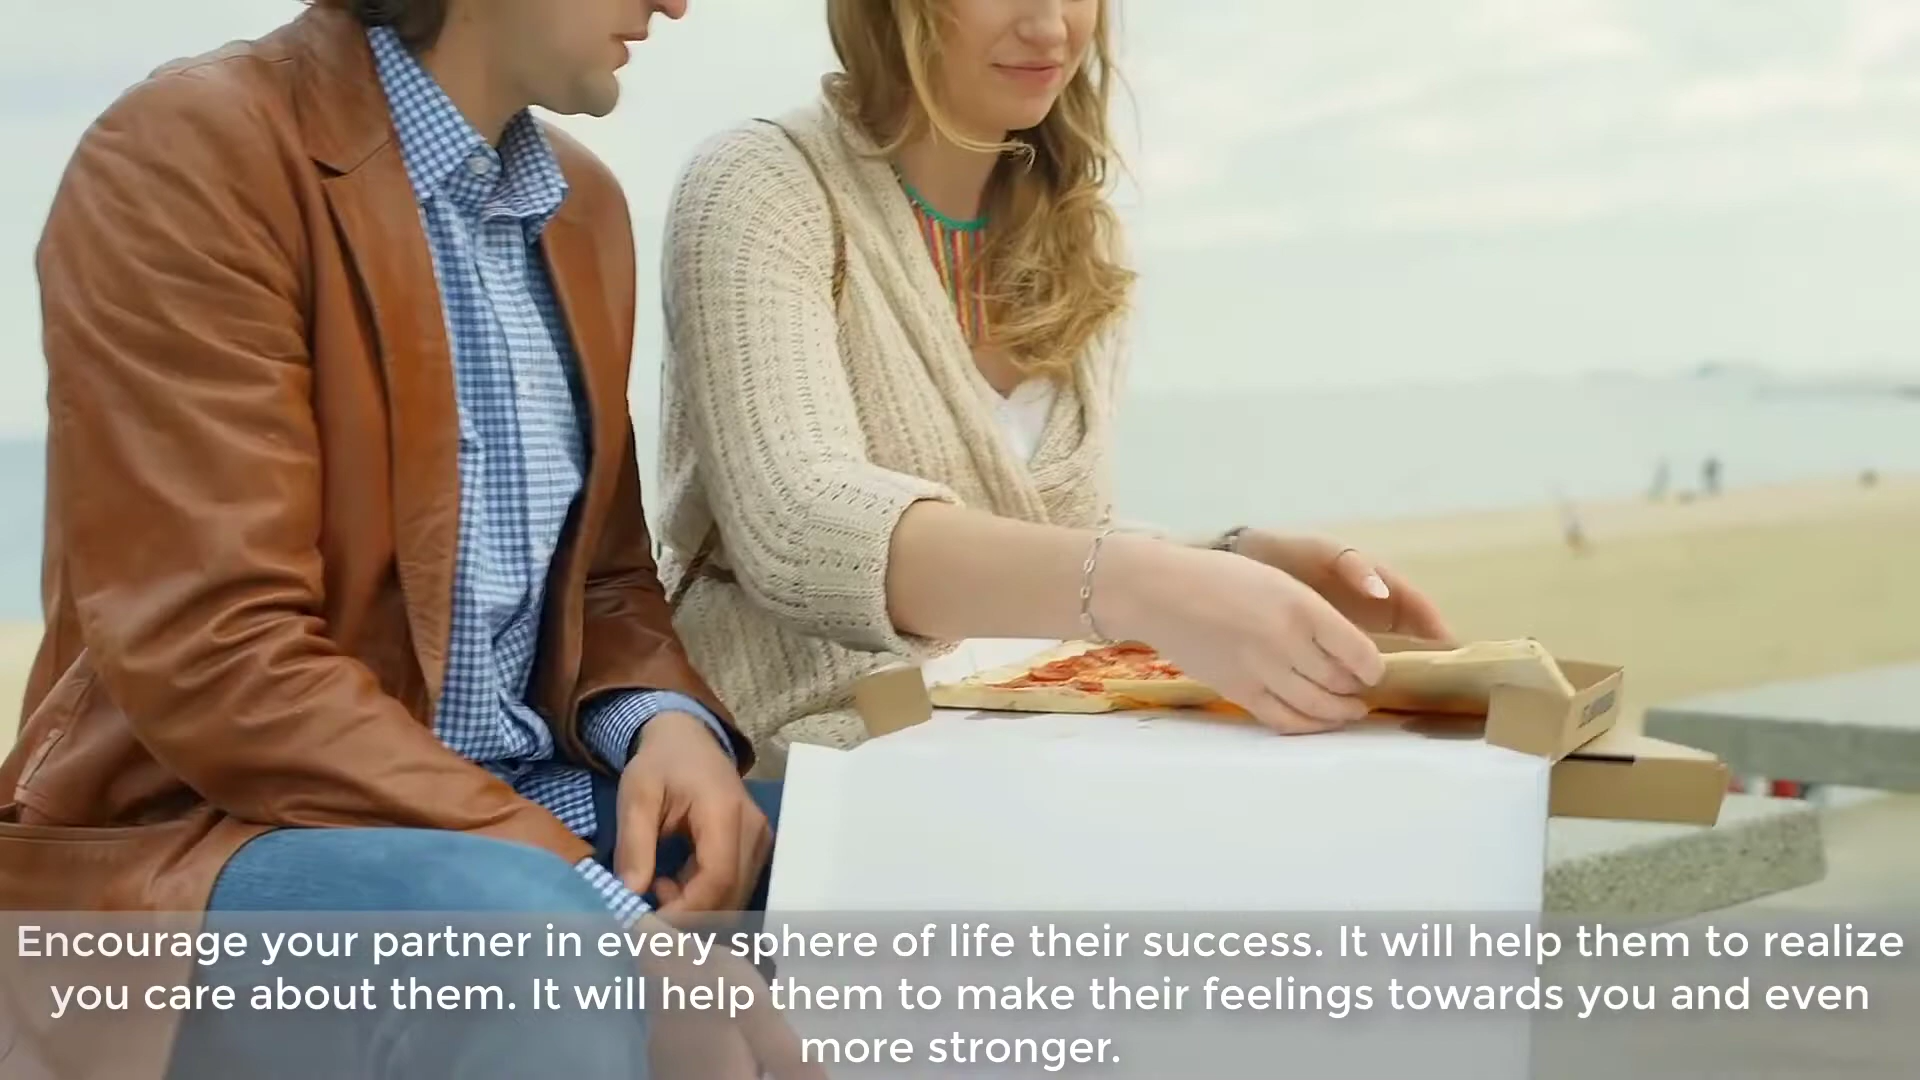 Encourage your partner in every sphere of life their success. It will help them to realize
you care about them. It will help them to make their feelings towards you and even
more stronger.